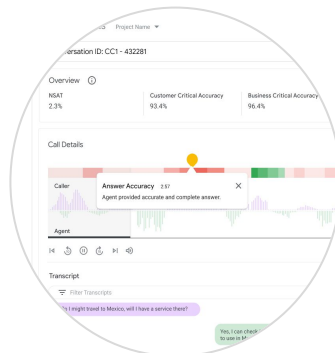 Project Name
ersation ID: CC1 - 432281
Overview
NSAT
Customer Critical Accuracy
Business Critical Accuracy
2.3%
93.4%
96.4%
Call Details
Caller
Answer Accuracy 2:57
Agent provided accurate and complete answer.
Agent
Transcript
Filter Transcripts
I might travel to Mexico, will I have a service there?
Yes, I can check
to use in M